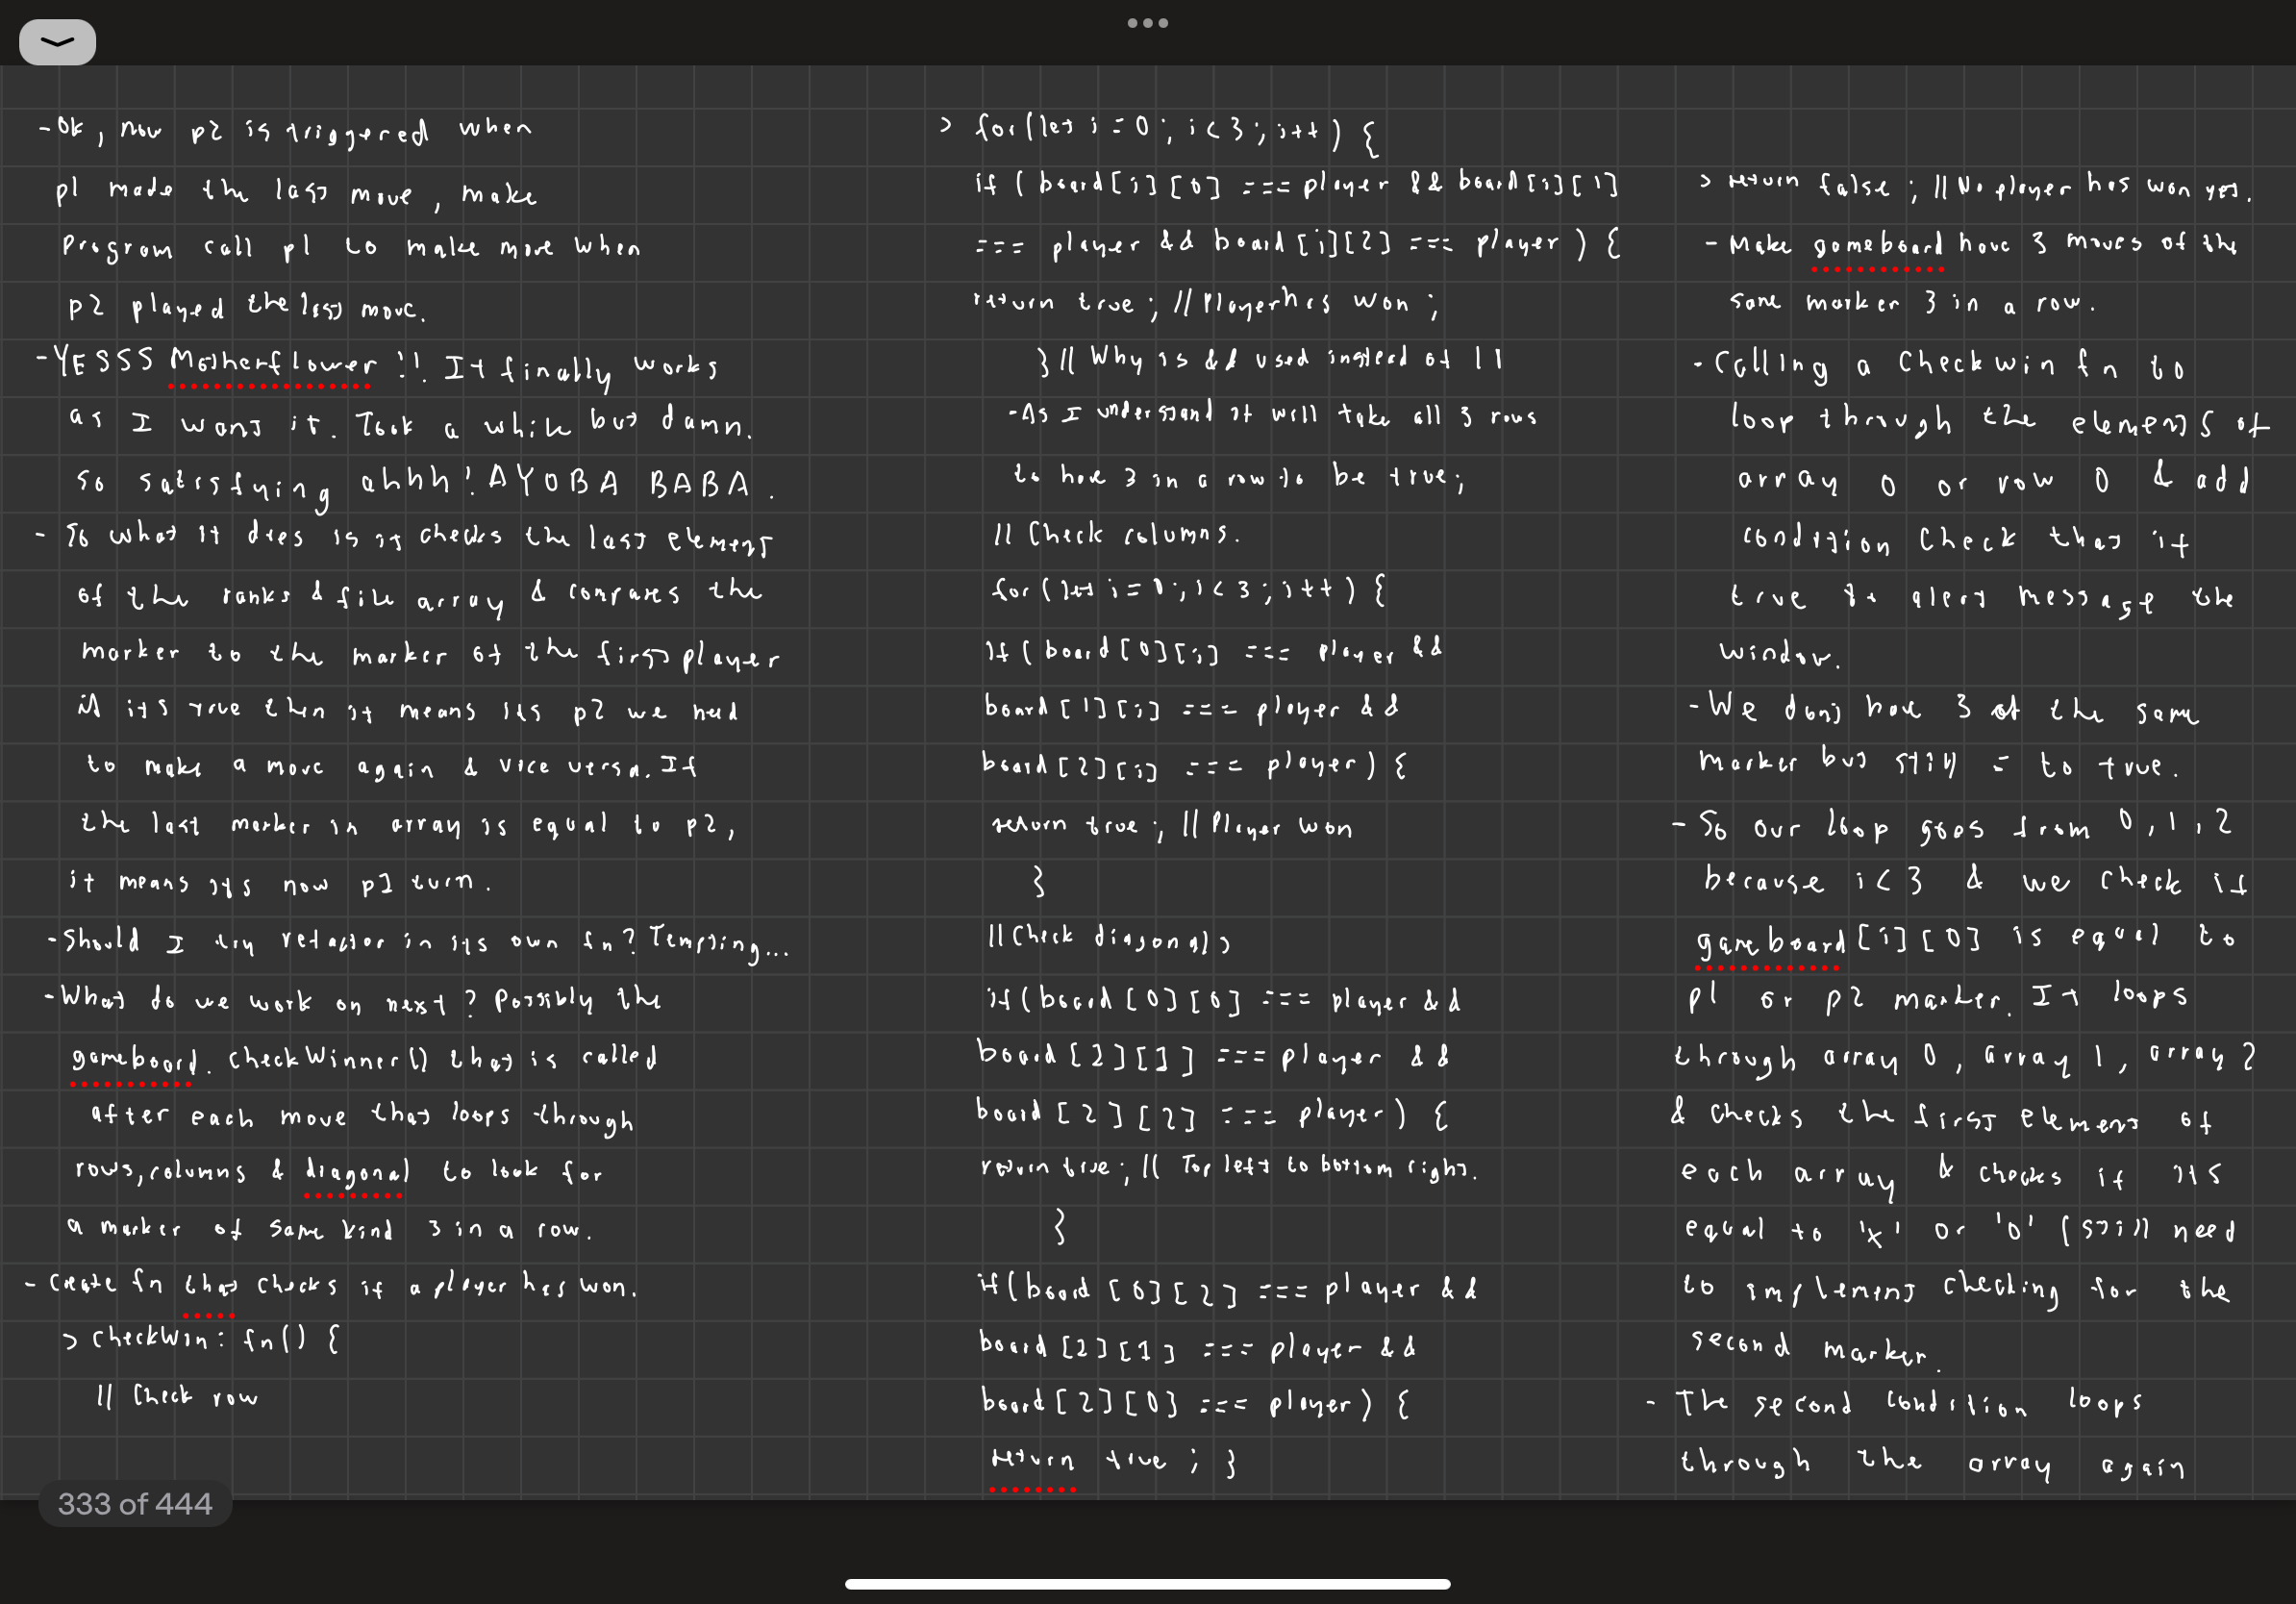 -Ok, now p2 is triggered when
p1 made the last move, make
program call p1 to make move when
p2 played the last move.
-YESSS Motherflower!! It finally works
as I want it. Took a while but damn.
So satisfying ahhh! AYOBA BABA.
- So what it does is it checks the last element
of the ranks & file array & compares the
marker to the marker of the first player
if its true then it means its p2 we need
to make a move again & vice versa. If
the last marker in array is equal to p2,
it means its now p1 turn.
-Should I try refactor in its own fn? Tempting...
-What do we work on next? Possibly the
gameboard.checkWinner() that is called
after each move that loops through
rows, columns & diagonal to look for
a marker of same kind 3 in a row.
- Create fn that checks if a player has won.
> checkWin: fn() {
// Check row
> for(let i = 0; i < 3; i++) {
if ( board[i][0] === player && board[i][1]
=== player && board[i][2] === player ) {
return true; // Player has won;
} // Why is && used instead of ||
-As I understand it will take all 3 rows
to have 3 in a row to be true;
// Check columns.
for(let i = 0; i < 3; i++) {
if( board[0][i] === player &&
board[1][i] === player &&
board[2][i] === player) {
return true; // Player won
}
// Check diagonals
if(board[0][0] === player &&
board[2][1] === player &&
board[2][2] === player) {
return true; // Top left to bottom right.
}
if(board[0][2] === player &&
board[2][1] === player &&
board[2][0] === player) {
return true; }
> return false; // No player has won yet.
- Make gameboard have 3 moves of the
same marker 3 in a row.
- Calling a Checkwin fn to
loop through the elements of
array 0 or row 0 & add
condition check that if
true to alert message the
window.
- We dont have 3 of the same
marker but still = to true.
- So our loop goes from 0, 1, 2
because i < 3 & we check if
gameboard[i][0] is equal to
p1 or p2 marker. It loops
through array 0, array 1, array 2
& checks the first element of
each array & checks if its
equal to 'x' or 'o' (still need
to implement checking for the
second marker.
- The second condition loops
through the array again
333 of 444